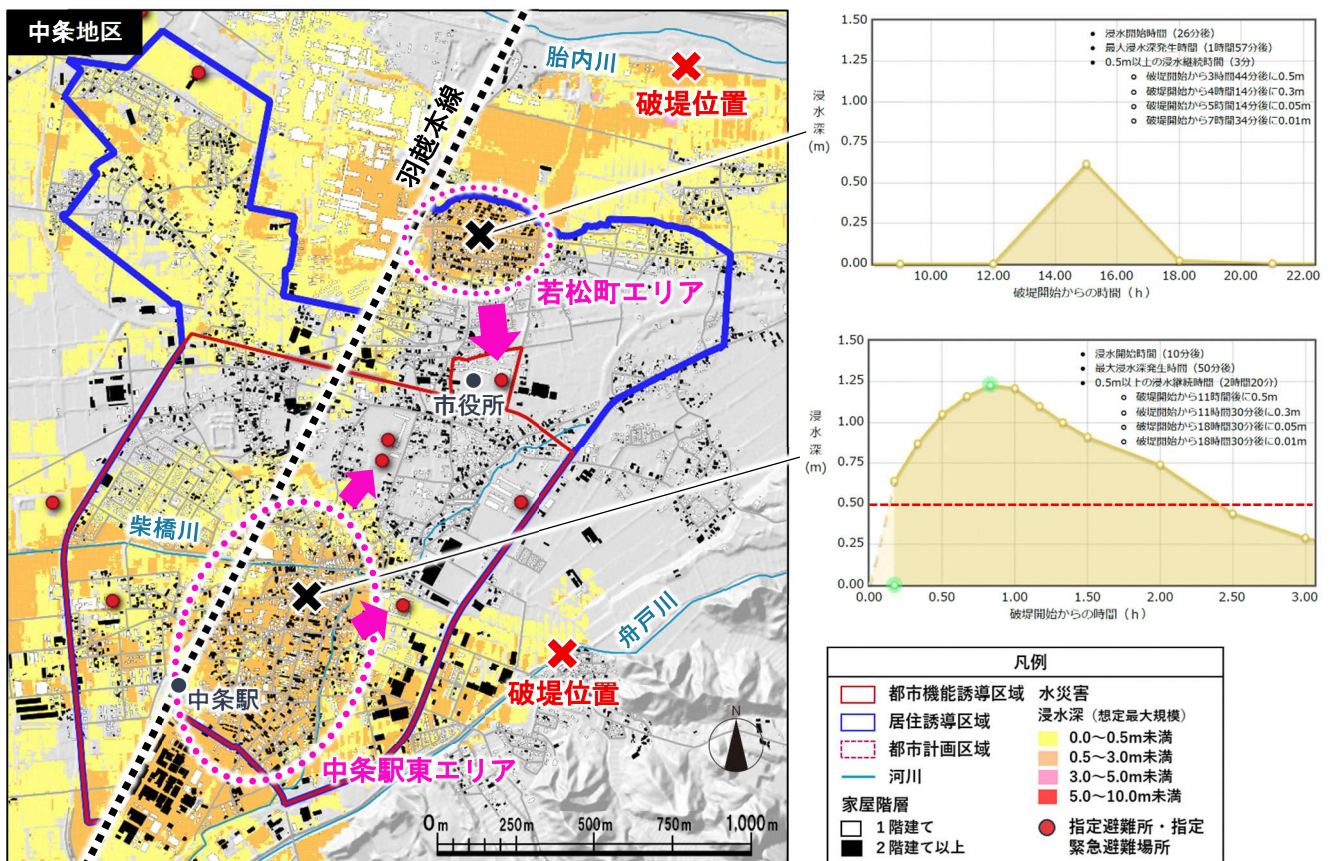 中条地区
胎内川
破堤位置
羽越本線
若松町エリア
市役所
柴橋川
舟戸川
破堤位置
中条駅
中条駅東エリア
N
0m 250m 500m 750m 1,000m
1.50
1.25
1.00
0.75
0.50
0.25
0.00
浸水深(m)
10.00 12.00 14.00 16.00 18.00 20.00 22.00
破堤開始からの時間(h)
● 浸水開始時間(26分後)
● 最大浸水深発生時間(1時間57分後)
● 0.5m以上の浸水継続時間(3分)
○ 破堤開始から3時間44分後に0.5m
○ 破堤開始から4時間14分に0.3m
○ 破堤開始から5時間14分に0.05m
○ 破堤開始から7時間34分後に0.01m
1.50
1.25
1.00
0.75
0.50
0.25
0.00
浸水深(m)
0.00 0.50 1.00 1.50 2.00 2.50 3.00
破堤開始からの時間(h)
● 浸水開始時間(10分後)
● 最大浸水深発生時間(50分後)
● 0.5m以上の浸水継続時間(2時間20分)
○ 破堤から11時間後に0.5m
○ 破堤開始から11時間30分に0.3m
○ 破堤開始から18時間30分後に0.05m
○ 破堤開始から18時間30分後に0.01m
凡例
都市機能誘導区域
居住誘導区域
都市計画区域
河川
家屋階層
1階建て
2階建て以上
水災害
浸水深(想定最大規模)
0.0～0.5m未満
0.5～3.0m未満
3.0～5.0m未満
5.0～10.0m未満
指定避難所・指定
緊急避難場所